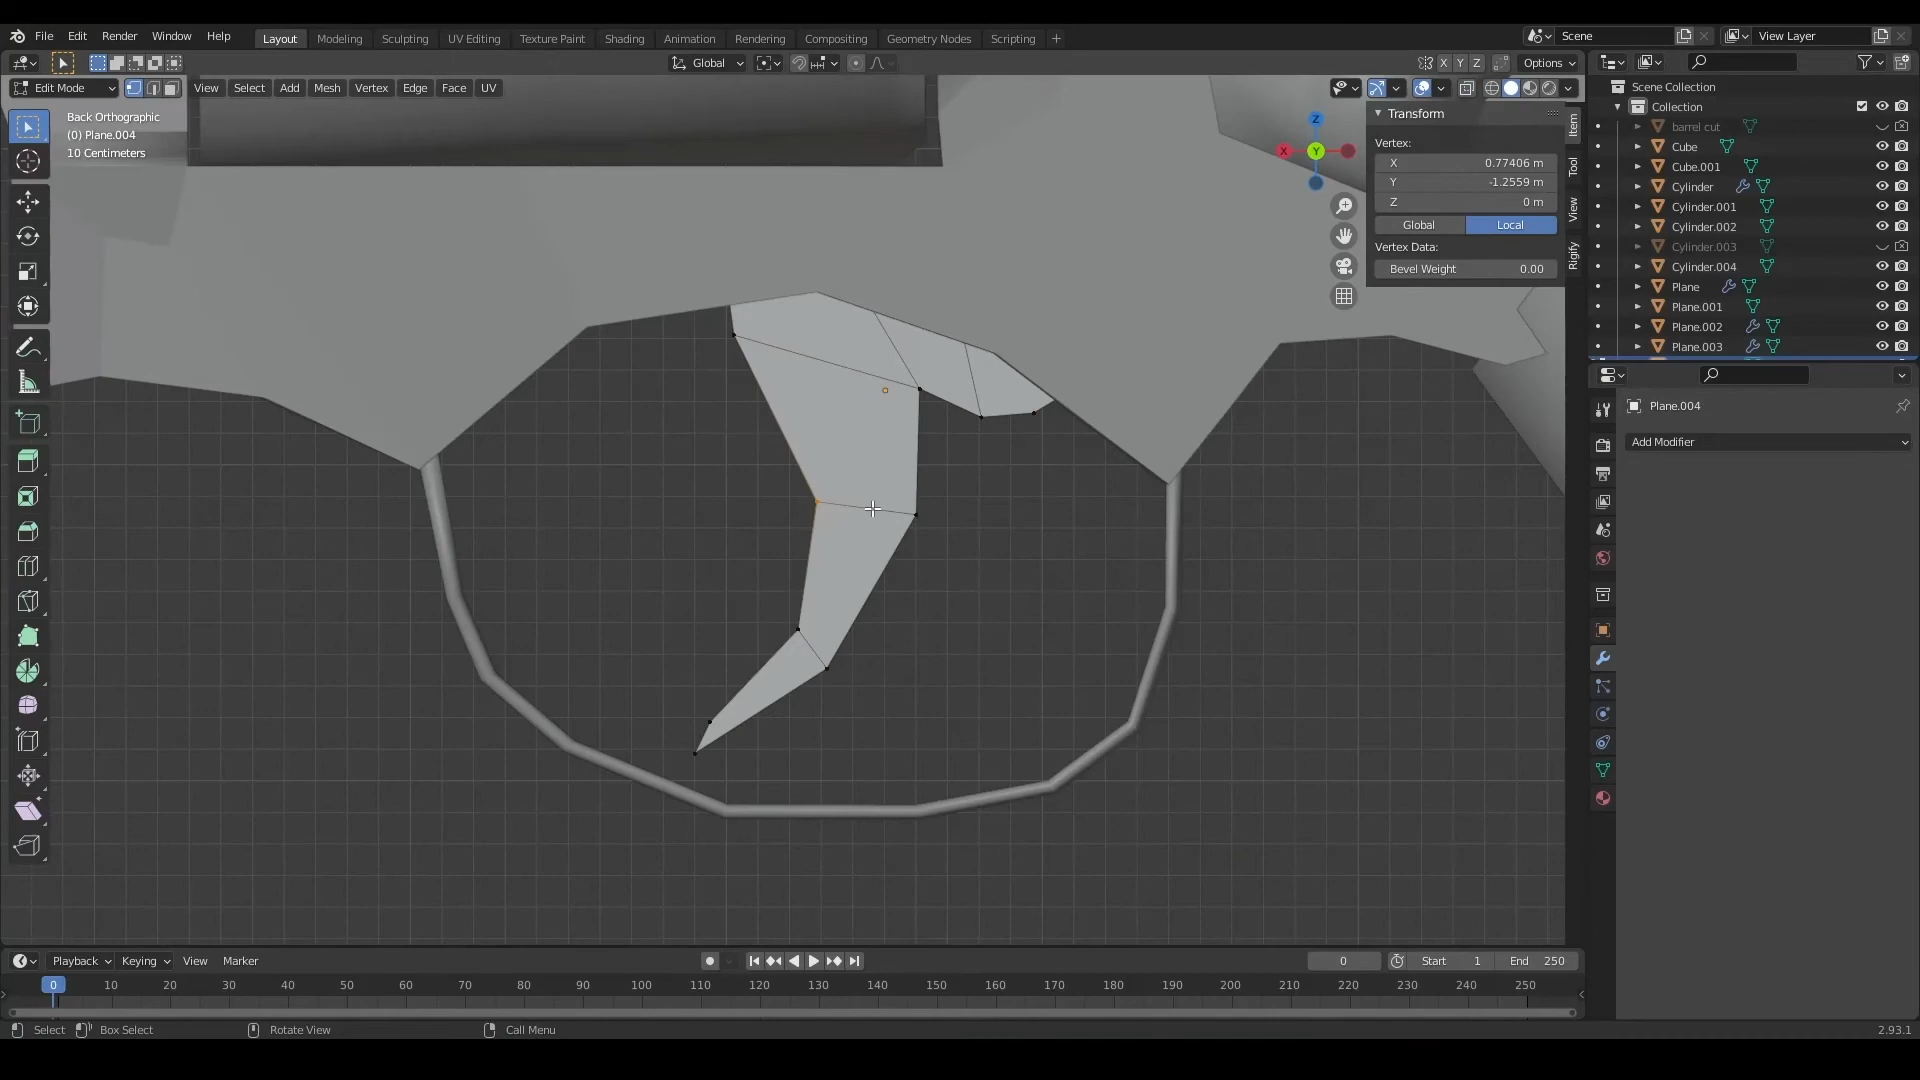 File Edit Render Window Help Layout Modeling Sculpting UV Editing Texture Paint Shading Animation Rendering Compositing Geometry Nodes Scripting + Scene View Layer
Global X Y Z Options
Edit Mode View Select Add Mesh Vertex Edge Face UV
Back Orthographic
(0) Plane.004
10 Centimeters
Z
X
Y
Transform
Vertex:
X 0.77406 m
Y -1.2559 m
Z 0 m
Global Local
Vertex Data:
Bevel Weight 0.00
Item
Tool
View
Rigify
Scene Collection
Collection
barrel cut
Cube
Cube.001
Cylinder
Cylinder.001
Cylinder.002
Cylinder.003
Cylinder.004
Plane
Plane.001
Plane.002
Plane.003
Plane.004
Add Modifier
Playback Keying View Marker 0 Start 1 End 250
0 10 20 30 40 50 60 70 80 90 100 110 120 130 140 150 160 170 180 190 200 210 220 230 240 250
Select Box Select Rotate View Call Menu 2.93.1